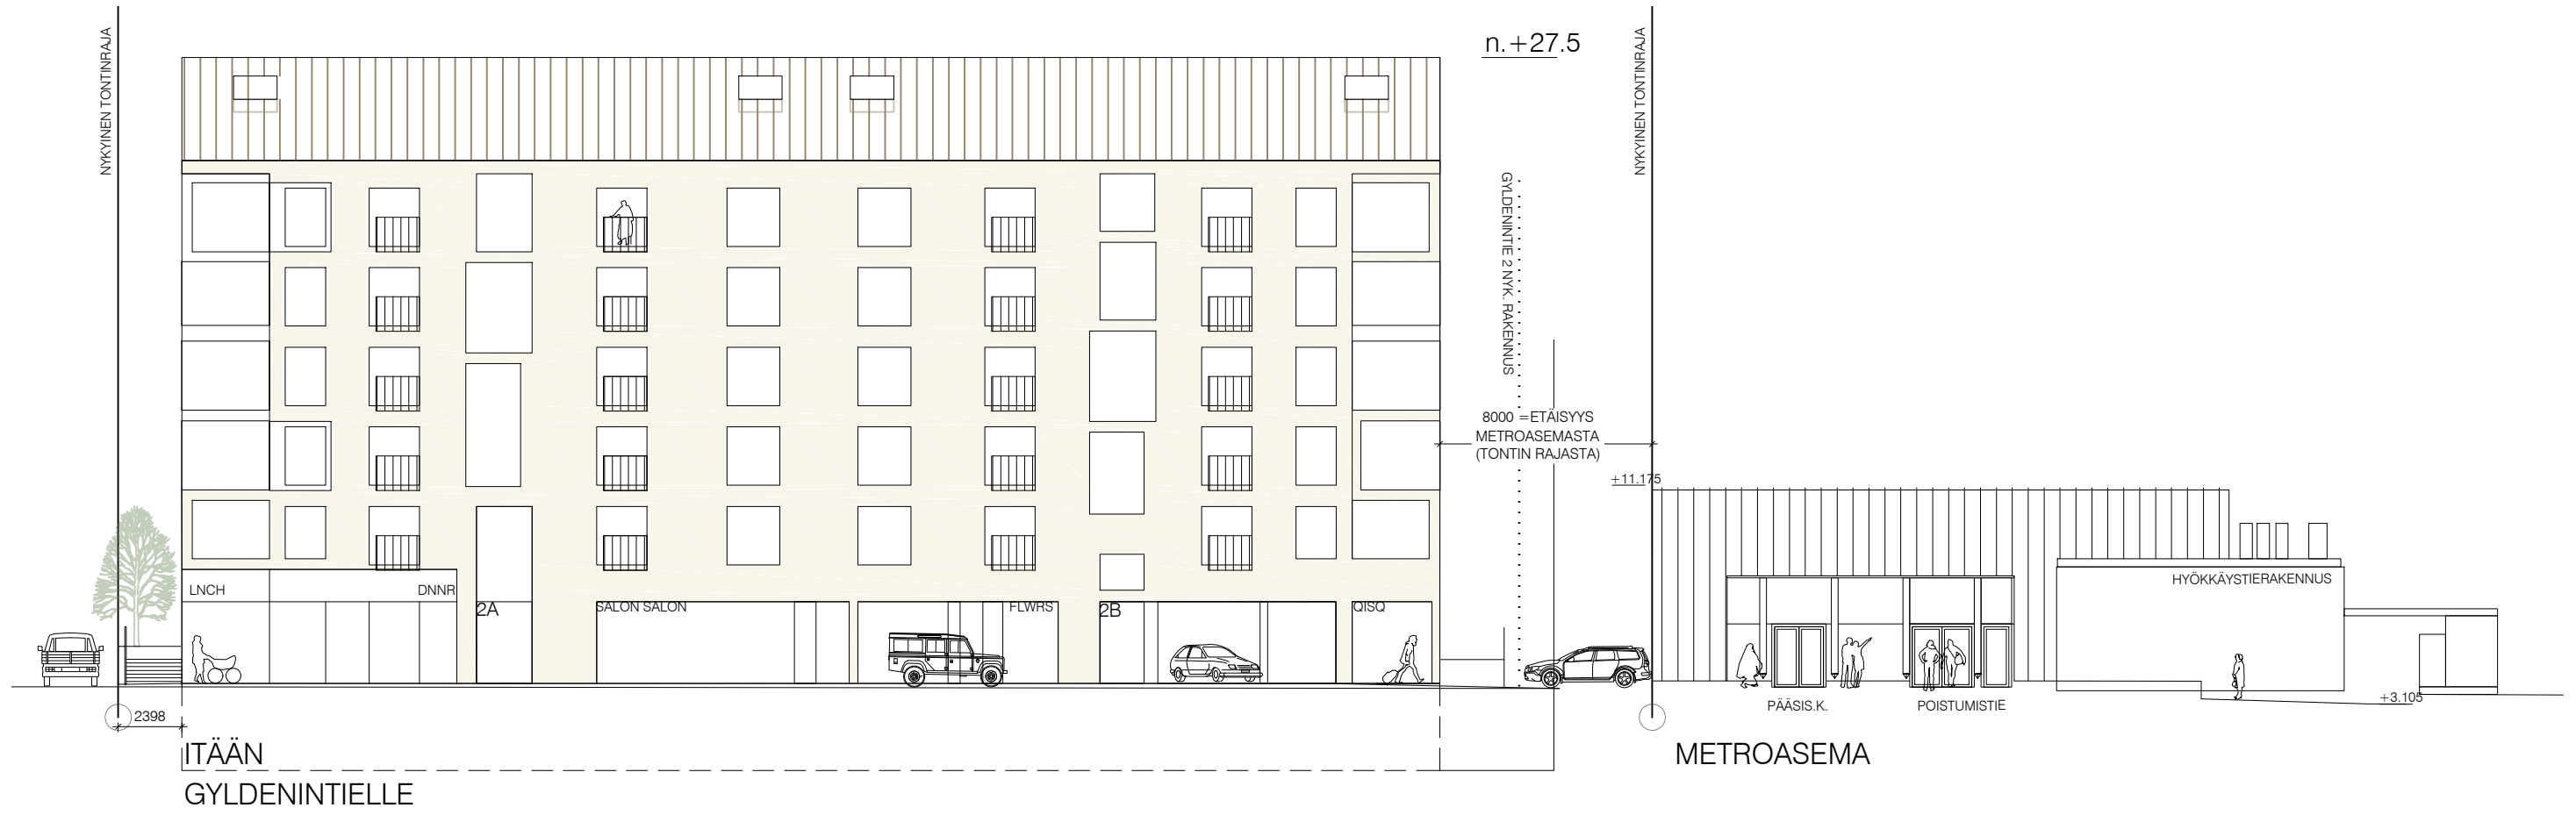 NYKYINEN TONTINRAJA
n.+27.5
NYKYINEN TONTINRAJA
GYLDENINTIE 2 NYK. RAKENNUS
8000 =ETÄISYYS
METROASEMASTA
(TONTIN RAJASTA)
+11.175
HYÖKKÄYSTIERAKENNUS
LNCH
DNNR
2A
SALON SALON
FLWRS
2B
QISQ
+3.105
PÄÄSIS.K.
POISTUMISTIE
2398
ITÄÄN
GYLDENINTIELLE
METROASEMA